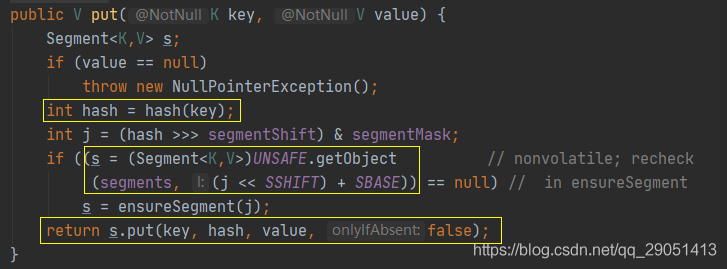 public V put( @NotNull K key, @NotNull V value) {
Segment<K,V> s;
if (value == null)
throw new NullPointerException();
int hash = hash(key);
int j = (hash >>> segmentShift) & segmentMask;
if ((s = (Segment<K,V>)UNSAFE.getObject // nonvolatile; recheck
(segments, l: (j << SSHIFT) + SBASE)) == null) // in ensureSegment
s = ensureSegment(j);
return s.put(key, hash, value, onlyIfAbsent: false);
}
https://blog.csdn.net/qq_29051413